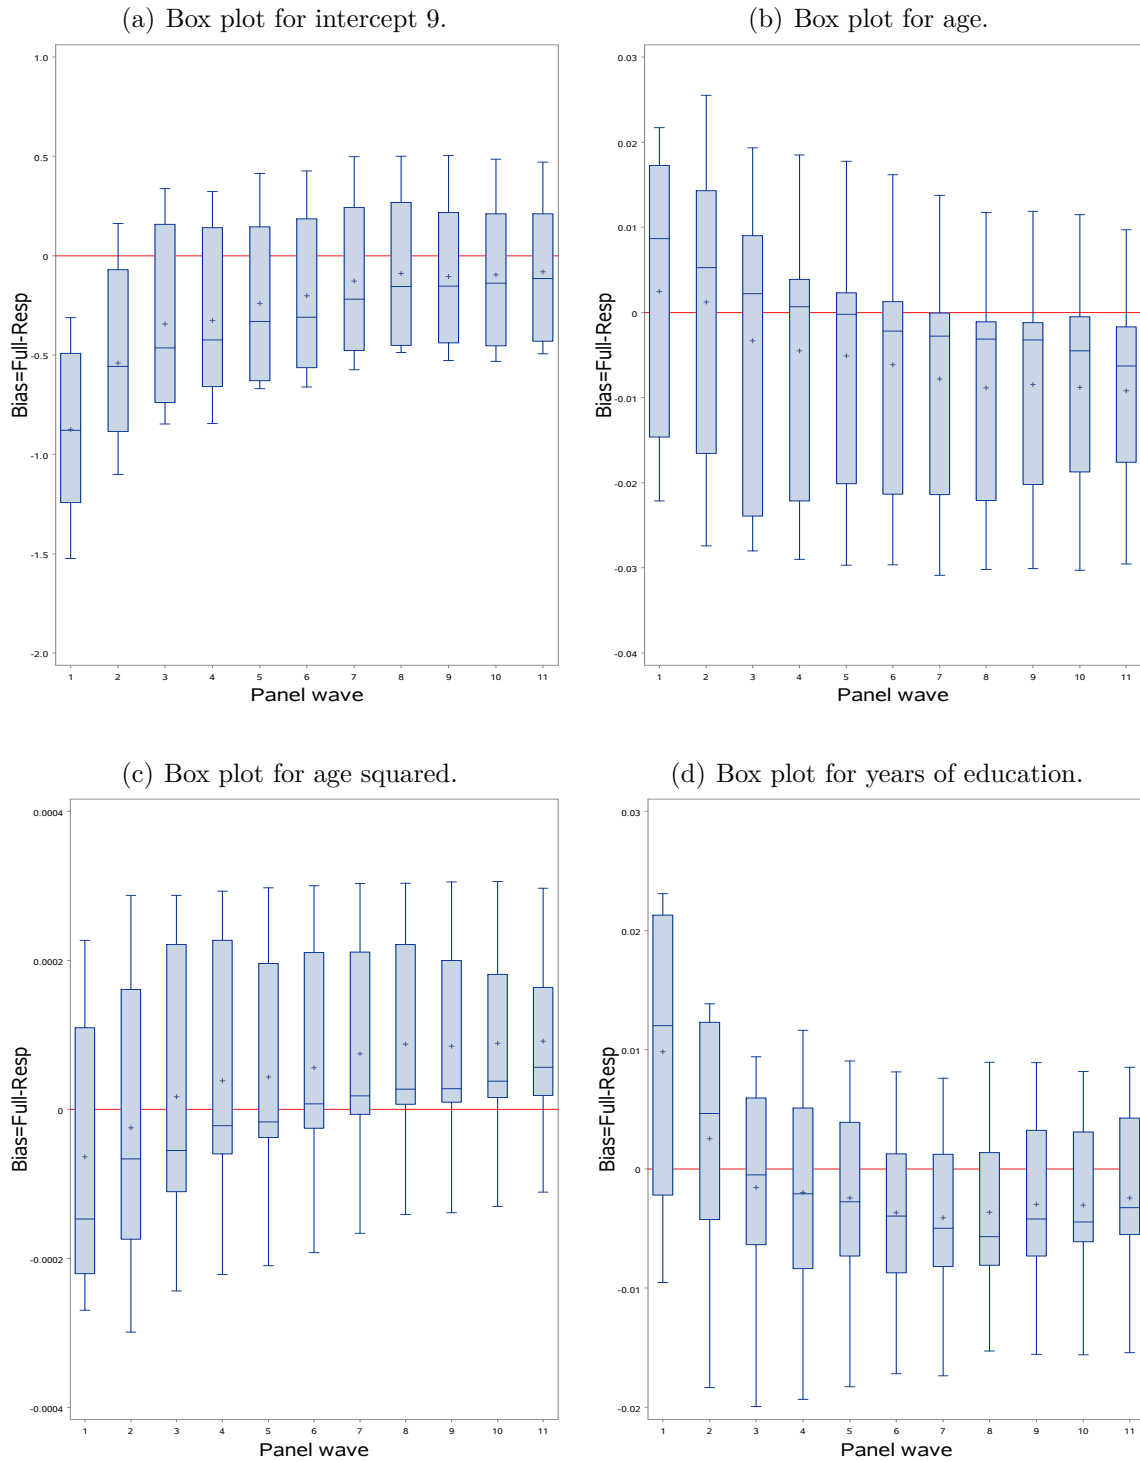 (a) Box plot for intercept 9.
1.0
0.5
0
-0.5
-1.0
-1.5
-2.0
Bias=Full-Resp
1 2 3 4 5 6 7 8 9 10 11
Panel wave
(b) Box plot for age.
0.03
0.02
0.01
0
-0.01
-0.02
-0.03
-0.04
Bias=Full-Resp
1 2 3 4 5 6 7 8 9 10 11
Panel wave
(c) Box plot for age squared.
0.0004
0.0002
0
-0.0002
-0.0004
Bias=Full-Resp
1 2 3 4 5 6 7 8 9 10 11
Panel wave
(d) Box plot for years of education.
0.03
0.02
0.01
0
-0.01
-0.02
Bias=Full-Resp
1 2 3 4 5 6 7 8 9 10 11
Panel wave